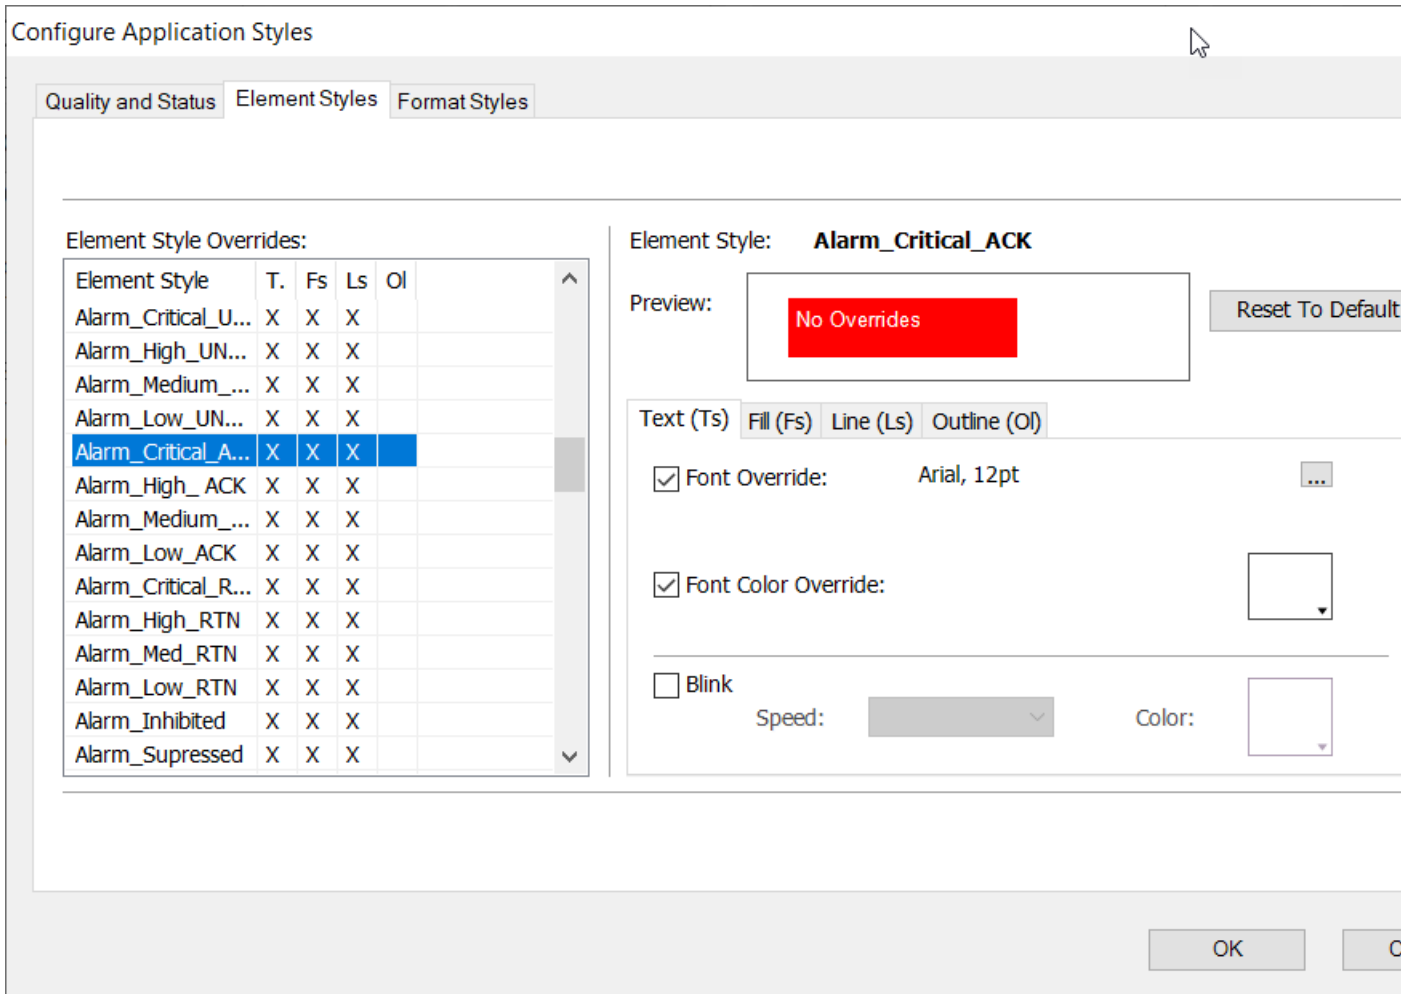 Configure Application Styles
Quality and Status Element Styles Format Styles
Element Style Overrides:
Element Style T. Fs Ls Ol
Alarm_Critical_U... X X X
Alarm_High_UN... X X X
Alarm_Medium_... X X X
Alarm_Low_UN... X X X
Alarm_Critical_A... X X X
Alarm_High_ ACK X X X
Alarm_Medium_... X X X
Alarm_Low_ACK X X X
Alarm_Critical_R... X X X
Alarm_High_RTN X X X
Alarm_Med_RTN X X X
Alarm_Low_RTN X X X
Alarm_Inhibited X X X
Alarm_Supressed X X X
Element Style: Alarm_Critical_ACK
Preview:
No Overrides
Reset To Default
Text (Ts) Fill (Fs) Line (Ls) Outline (Ol)
Font Override: Arial, 12pt ...
Font Color Override:
Blink
Speed: Color:
OK